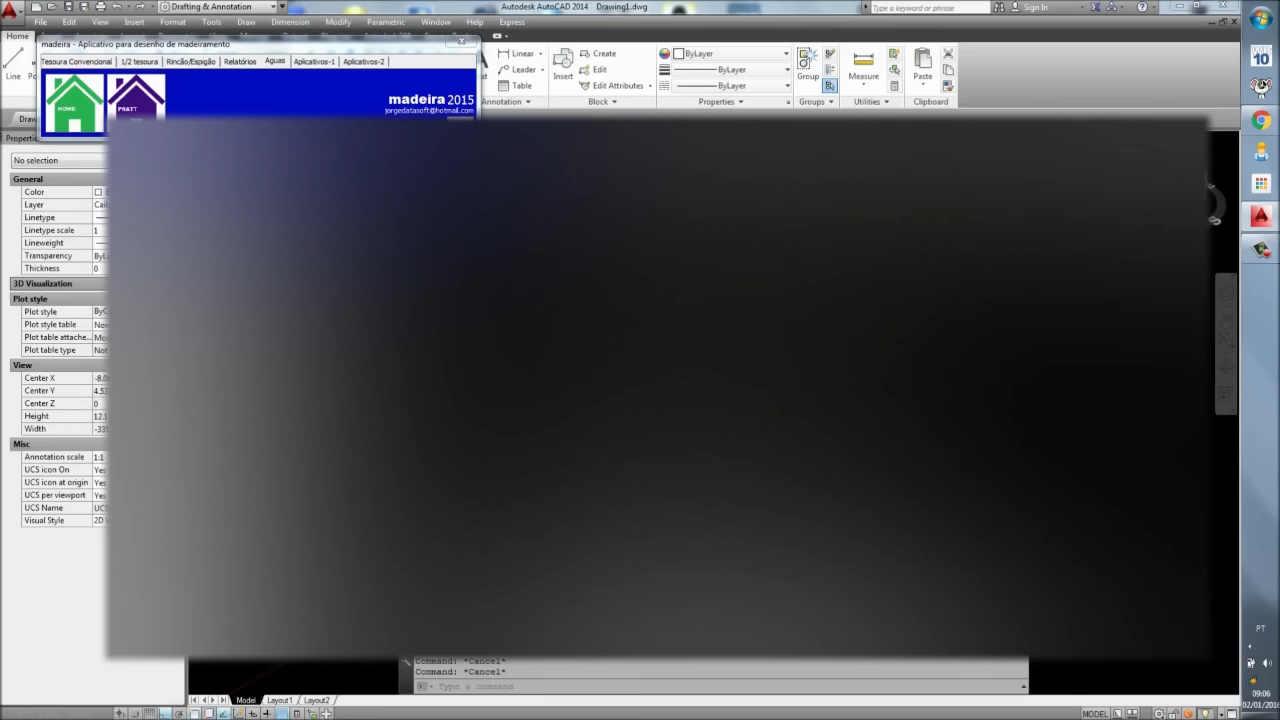 Drafting & Annotation
Autodesk AutoCAD 2014 Drawing1.dwg
Type a keyword or phrase
Sign In
File Edit View Insert Format Tools Draw Dimension Modify Parametric Window Help Express
Home
madeira - Aplicativo para desenho de madeiramento
Tesoura Convencional 1/2 tesoura Rincão/Espigão Relatórios Aguas Aplicativos-1 Aplicativos-2
HOME
PRATT
madeira 2015
jorgedatasoft@hotmail.com
Line
Linear
Leader
Table
Annotation
Insert
Create
Edit
Edit Attributes
Block
ByLayer
ByLayer
ByLayer
Properties
Group
Groups
Measure
Utilities
Paste
Clipboard
No selection
General
Color
Layer
Linetype
Linetype scale 1
Lineweight
Transparency
Thickness 0
3D Visualization
Plot style
Plot style
Plot style table
Plot table attache...
Plot table type
View
Center X
Center Y
Center Z 0
Height
Width
Misc
Annotation scale 1:1
UCS icon On Yes
UCS icon at origin Yes
UCS per viewport Yes
UCS Name
Visual Style
Command: *Cancel*
Command: *Cancel*
Type a command
Model Layout1 Layout2
MODEL
10
PT
09:06